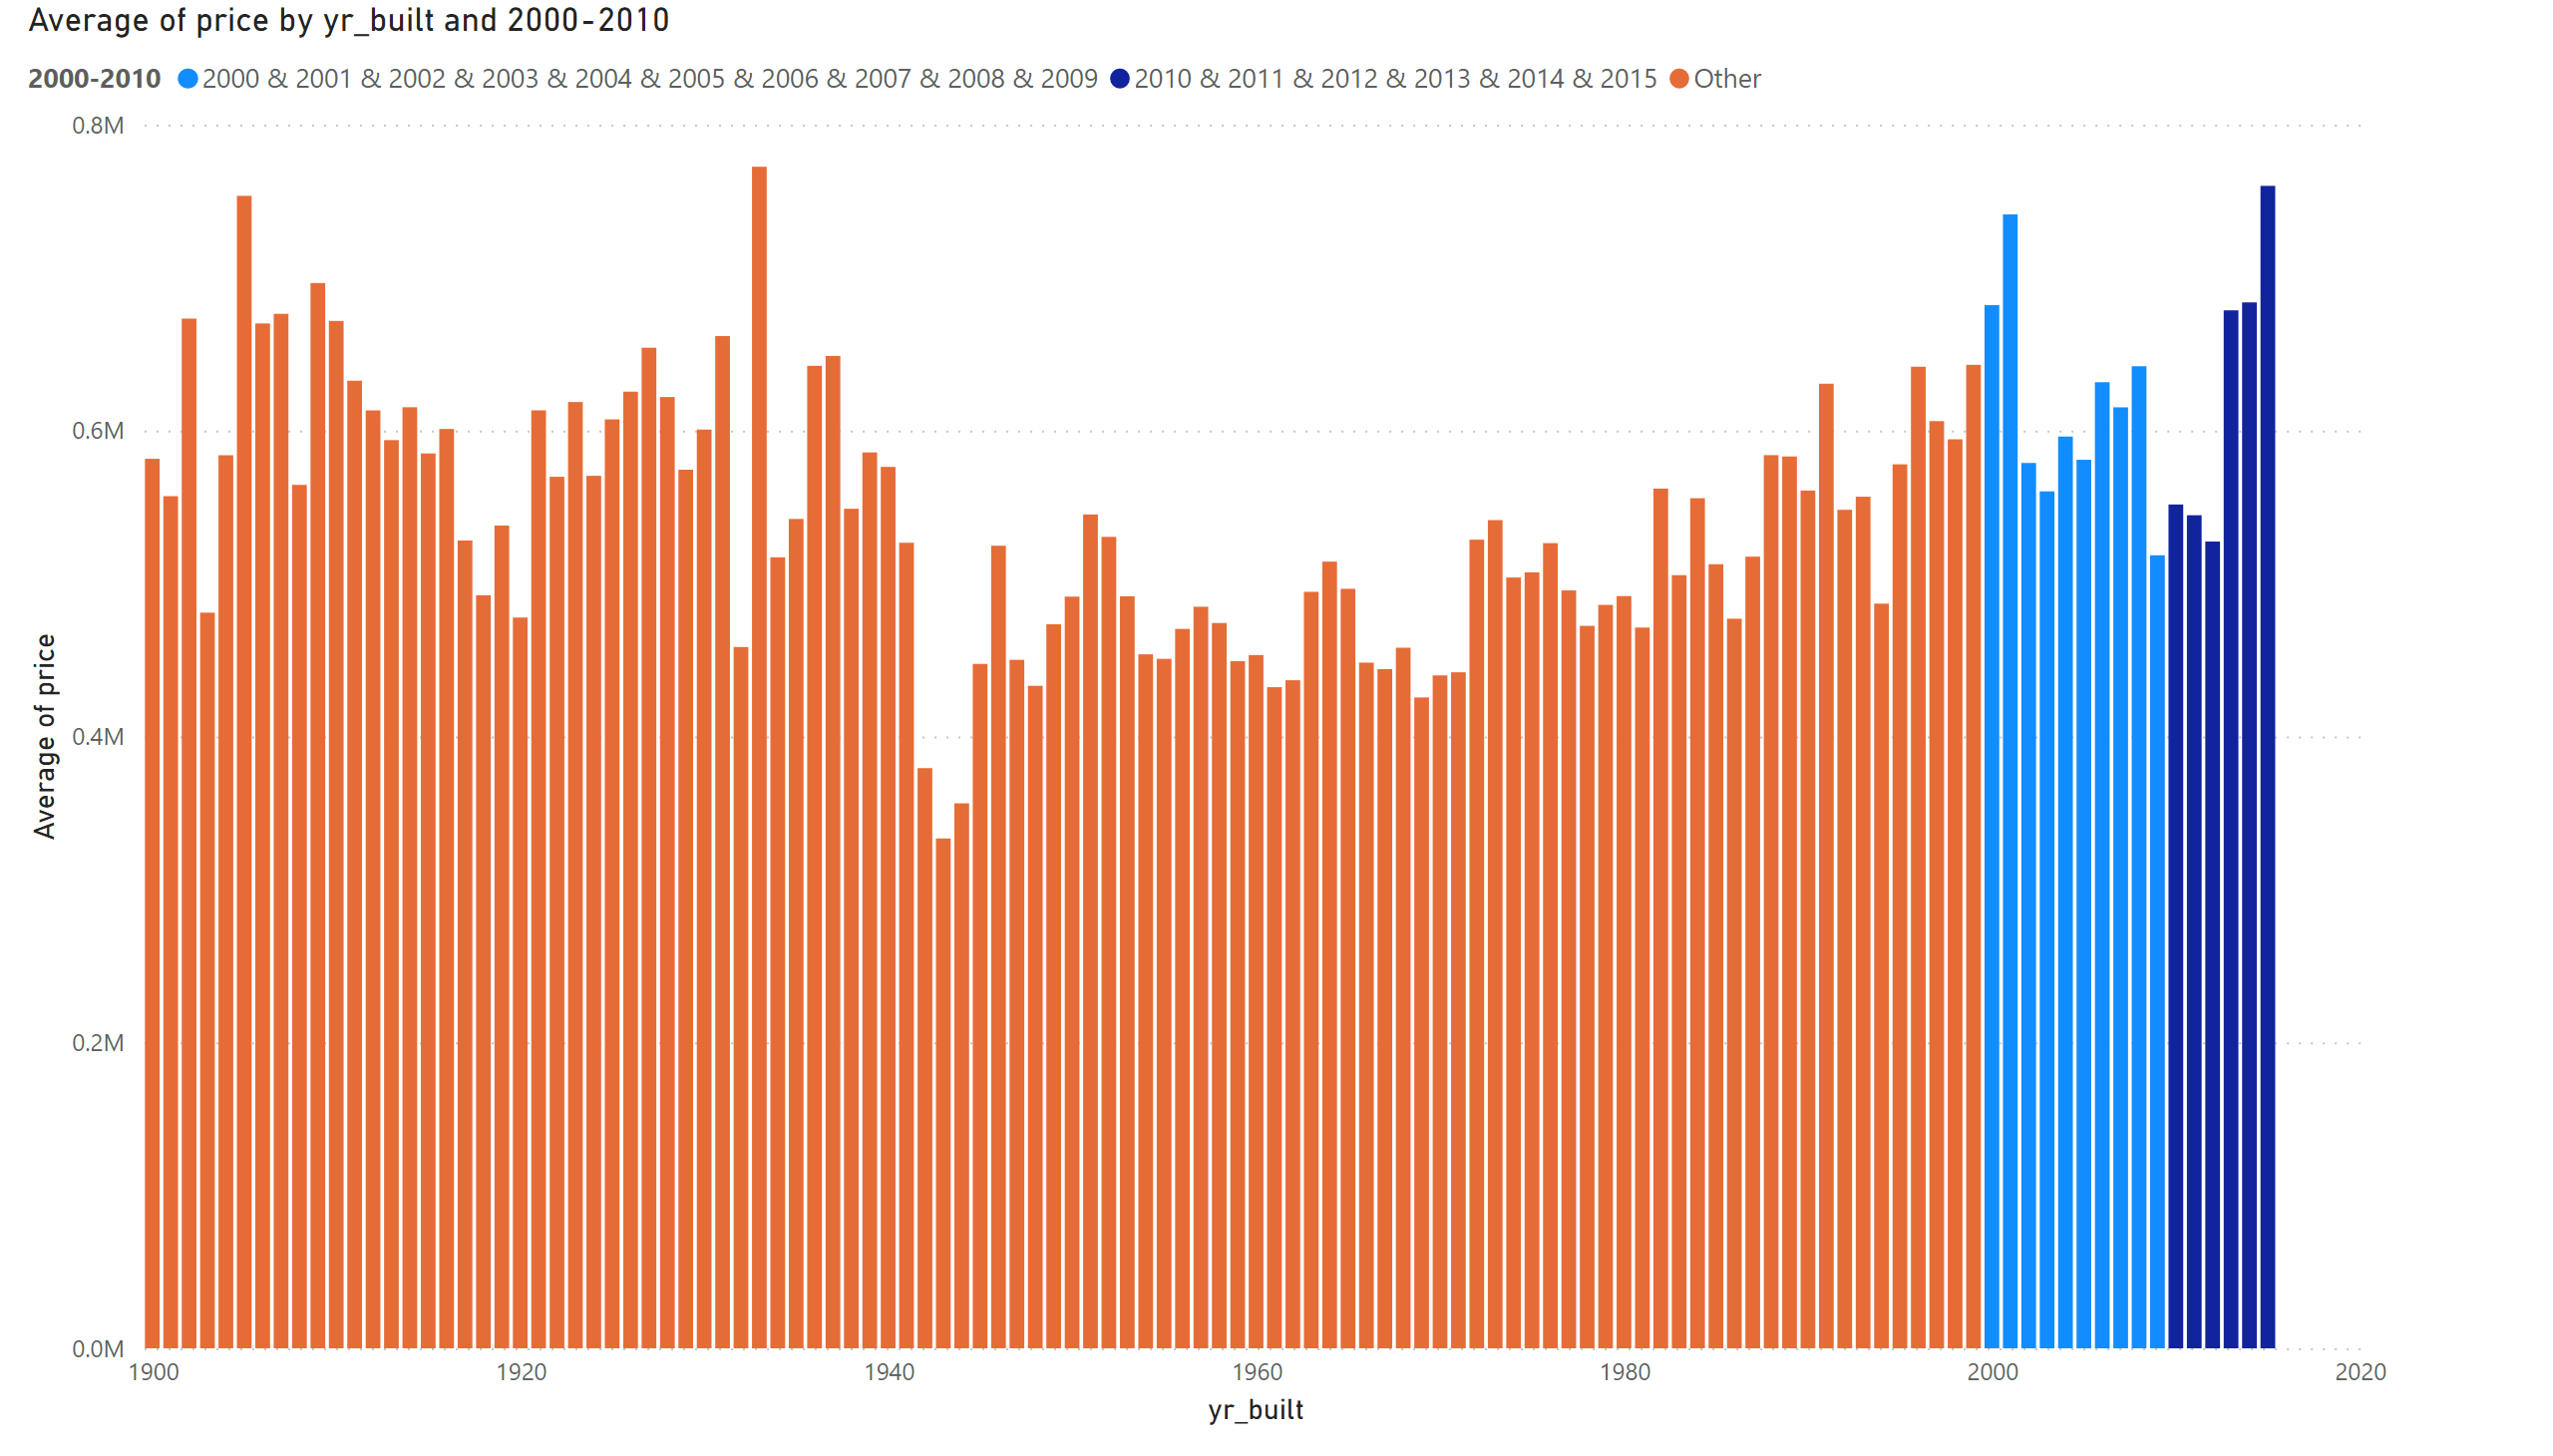 Average of price by yr_built and 2000-2010
2000-2010 2000 & 2001 & 2002 & 2003 & 2004 & 2005 & 2006 & 2007 & 2008 & 2009 2010 & 2011 & 2012 & 2013 & 2014 & 2015 Other
0.8M
0.6M
0.4M
0.2M
0.0M
Average of price
1900 1920 1940 1960 1980 2000 2020
yr_built